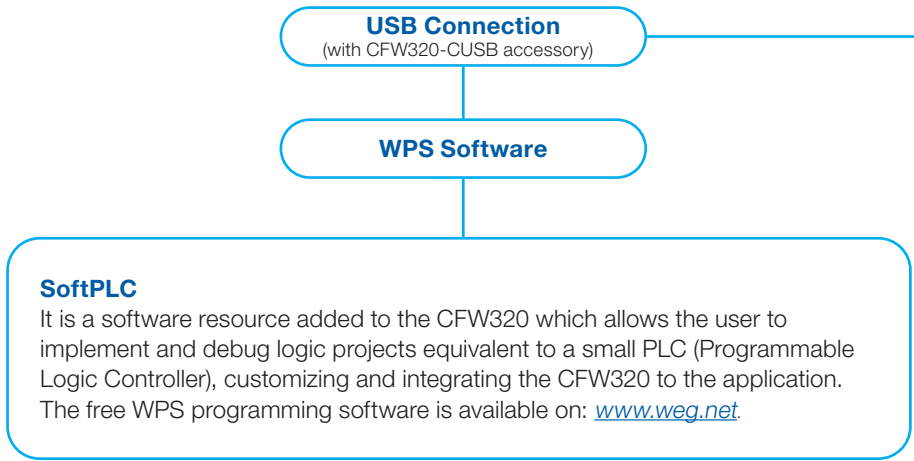 USB Connection
(with CFW320-CUSB accessory)
WPS Software
SoftPLC
It is a software resource added to the CFW320 which allows the user to
implement and debug logic projects equivalent to a small PLC (Programmable
Logic Controller), customizing and integrating the CFW320 to the application.
The free WPS programming software is available on: www.weg.net.